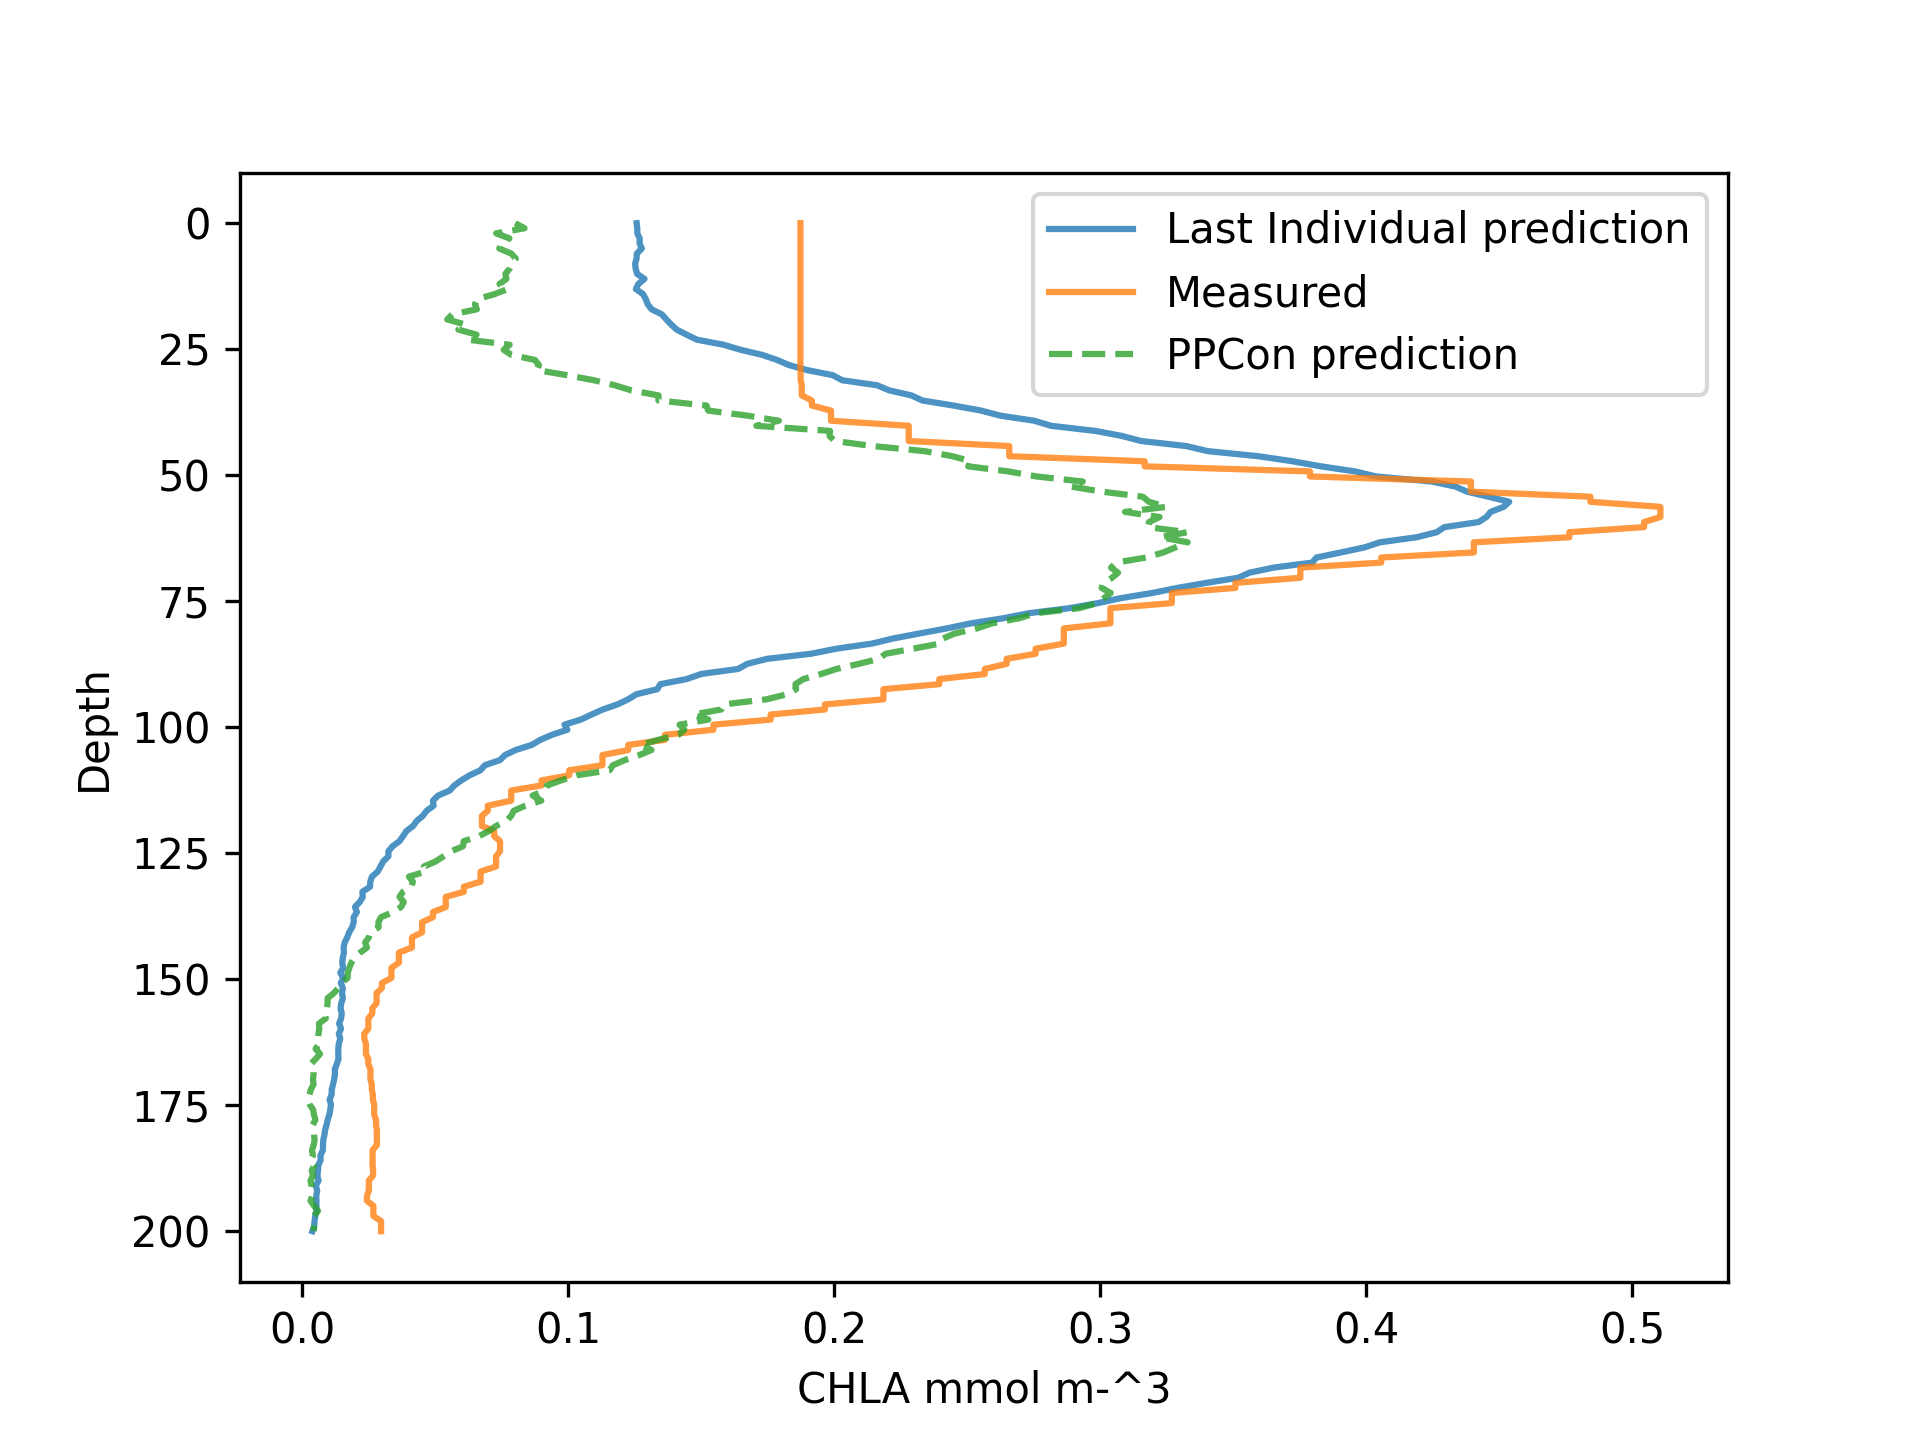 Last Individual prediction
Measured
PPCon prediction
0
25
50
75
100
125
150
175
200
Depth
0.0 0.1 0.2 0.3 0.4 0.5
CHLA mmol m-^3